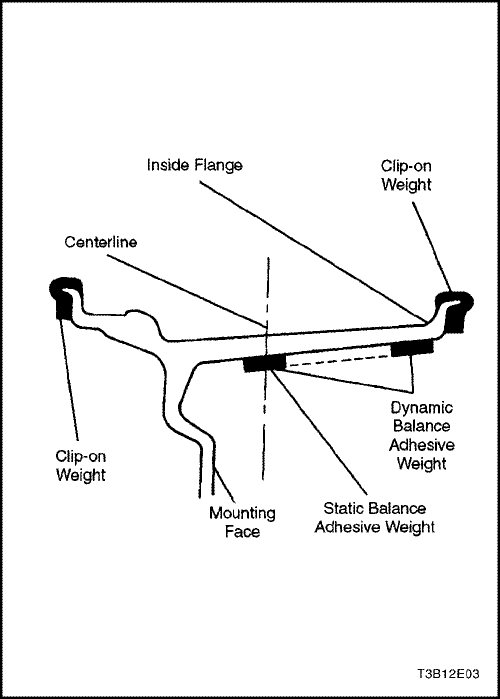 Inside Flange
Clip-on
Weight
Centerline
Dynamic
Balance
Adhesive
Weight
Clip-on
Weight
Mounting
Face
Static Balance
Adhesive Weight
T3B12E03